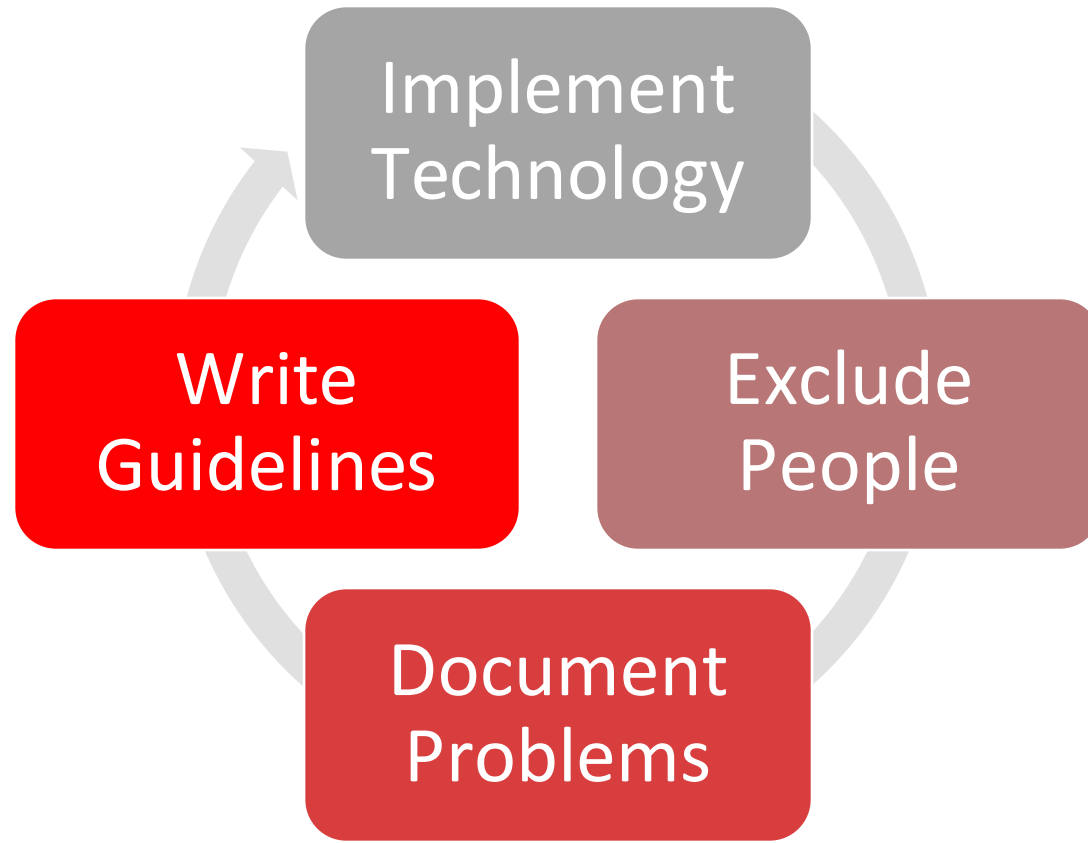 Implement
Technology
Exclude
People
Document
Problems
Write
Guidelines